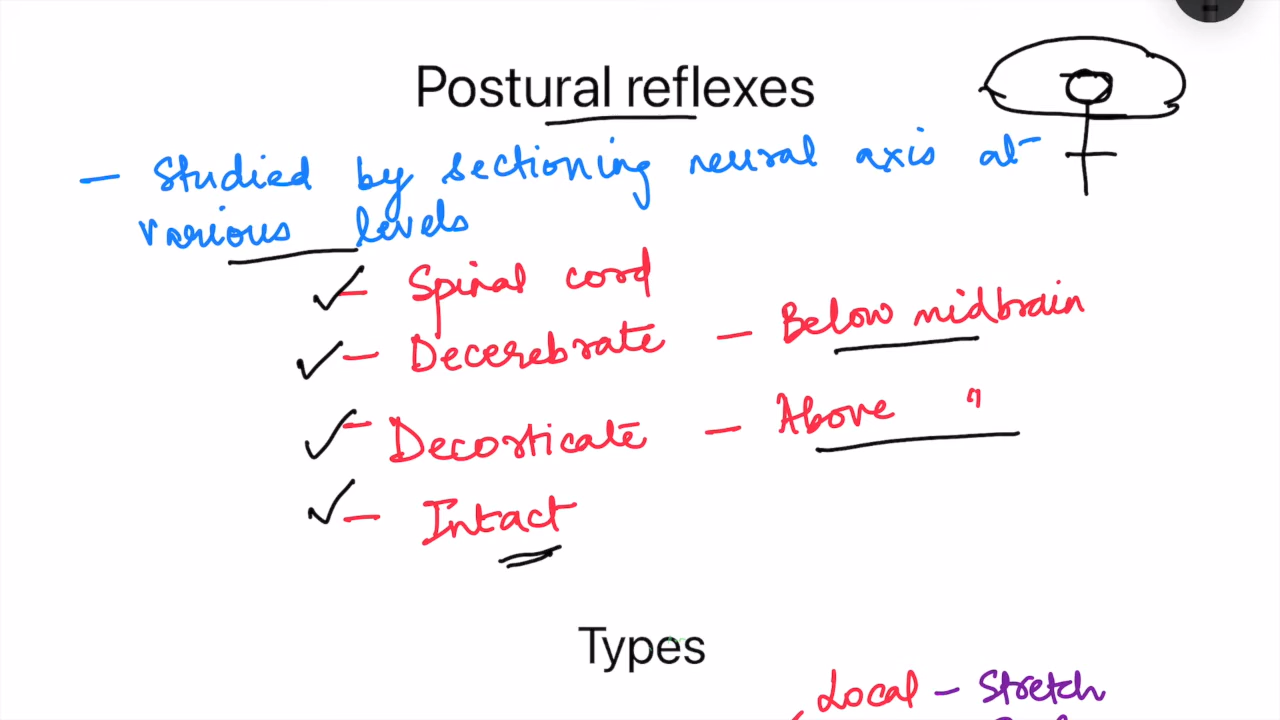 Postural reflexes
- Studied by sectioning neural axis at
various levels
- Spinal cord
- Decerebrate - Below midbrain
- Decorticate - Above "
- Intact
Types
Local - Stretch